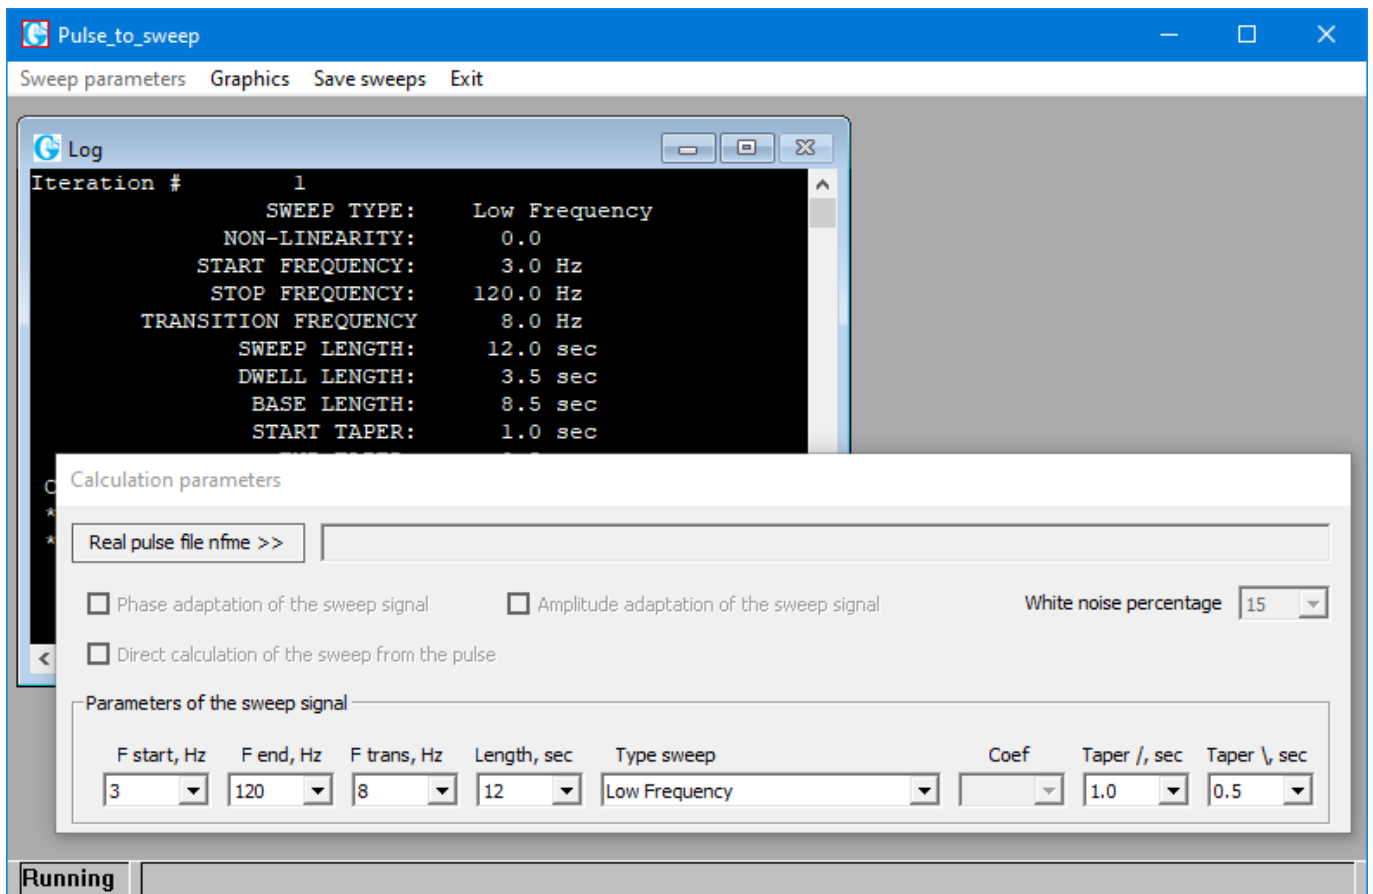 Pulse_to_sweep
Sweep parameters Graphics Save sweeps Exit
Log
Iteration # 1
SWEEP TYPE: Low Frequency
NON-LINEARITY: 0.0
START FREQUENCY: 3.0 Hz
STOP FREQUENCY: 120.0 Hz
TRANSITION FREQUENCY 8.0 Hz
SWEEP LENGTH: 12.0 sec
DWELL LENGTH: 3.5 sec
BASE LENGTH: 8.5 sec
START TAPER: 1.0 sec
Calculation parameters
Real pulse file nfme >>
Phase adaptation of the sweep signal Amplitude adaptation of the sweep signal White noise percentage 15
Direct calculation of the sweep from the pulse
Parameters of the sweep signal
F start, Hz F end, Hz F trans, Hz Length, sec Type sweep Coef Taper /, sec Taper \, sec
3 120 8 12 Low Frequency 1.0 0.5
Running